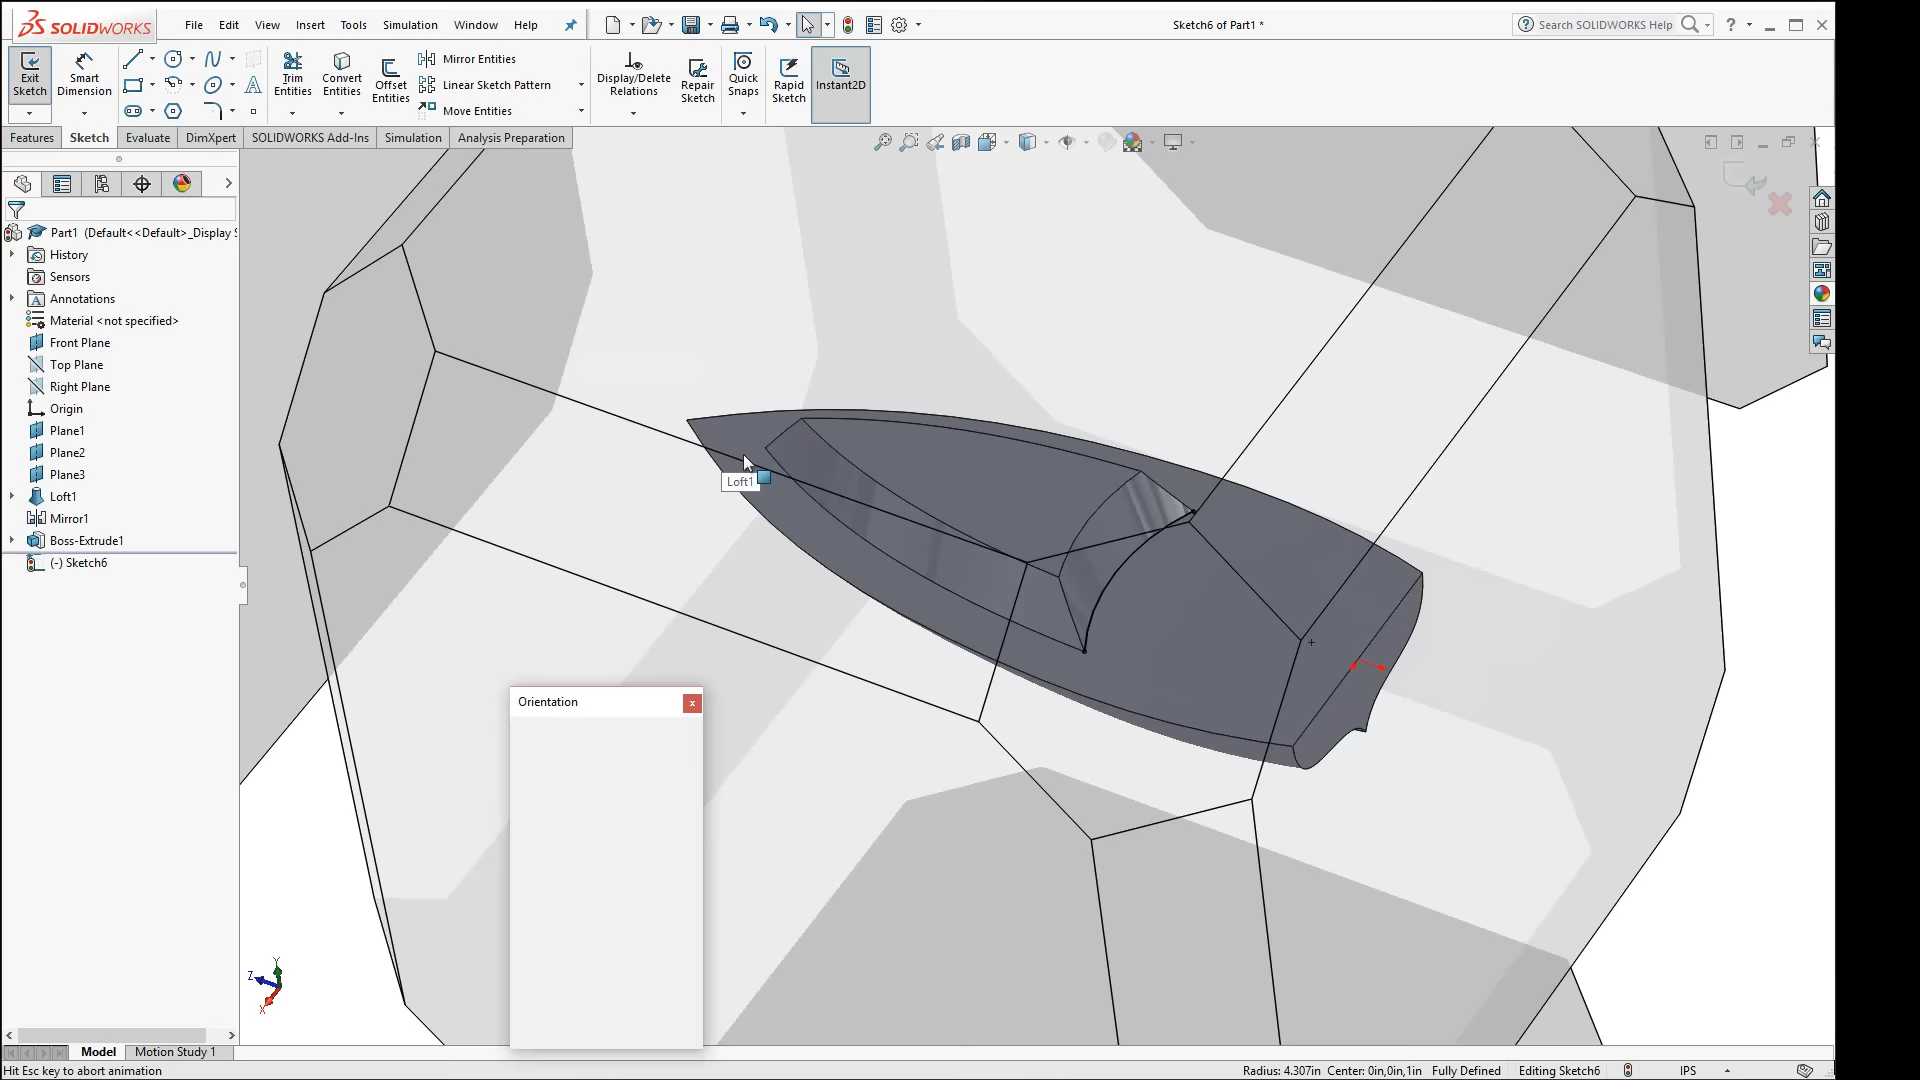 SOLIDWORKS
File Edit View Insert Tools Simulation Window Help
Sketch6 of Part1 *
Search SOLIDWORKS Help
Exit Sketch
Smart Dimension
Trim Entities
Convert Entities
Offset Entities
Mirror Entities
Linear Sketch Pattern
Move Entities
Display/Delete Relations
Repair Sketch
Quick Snaps
Rapid Sketch
Instant2D
Features Sketch Evaluate DimXpert SOLIDWORKS Add-Ins Simulation Analysis Preparation
Part1 (Default<<Default>_Display S
History
Sensors
Annotations
Material <not specified>
Front Plane
Top Plane
Right Plane
Origin
Plane1
Plane2
Plane3
Loft1
Mirror1
Boss-Extrude1
(-) Sketch6
Loft1
Orientation
Y
Z
X
Model Motion Study 1
Hit Esc key to abort animation
Radius: 4.307in Center: 0in,0in,1in Fully Defined Editing Sketch6 IPS